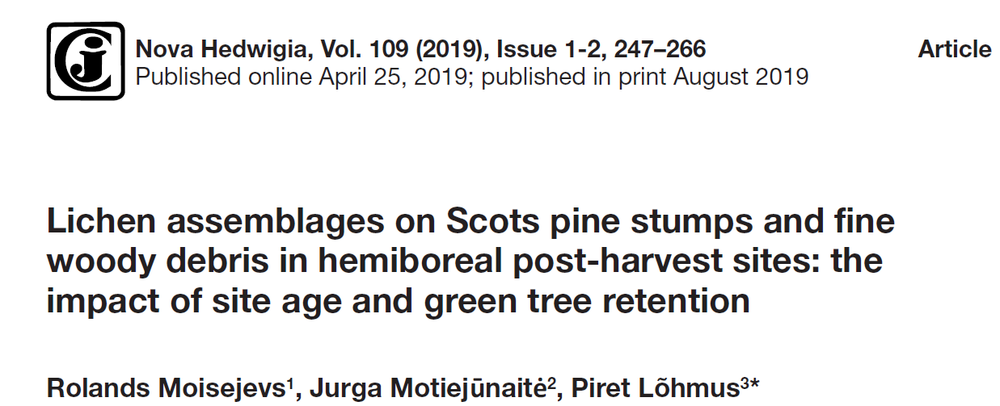 Nova Hedwigia, Vol. 109 (2019), Issue 1-2, 247–266 Article
Published online April 25, 2019; published in print August 2019
Lichen assemblages on Scots pine stumps and fine
woody debris in hemiboreal post-harvest sites: the
impact of site age and green tree retention
Rolands Moisejevs¹, Jurga Motiejūnaitė², Piret Lõhmus³*